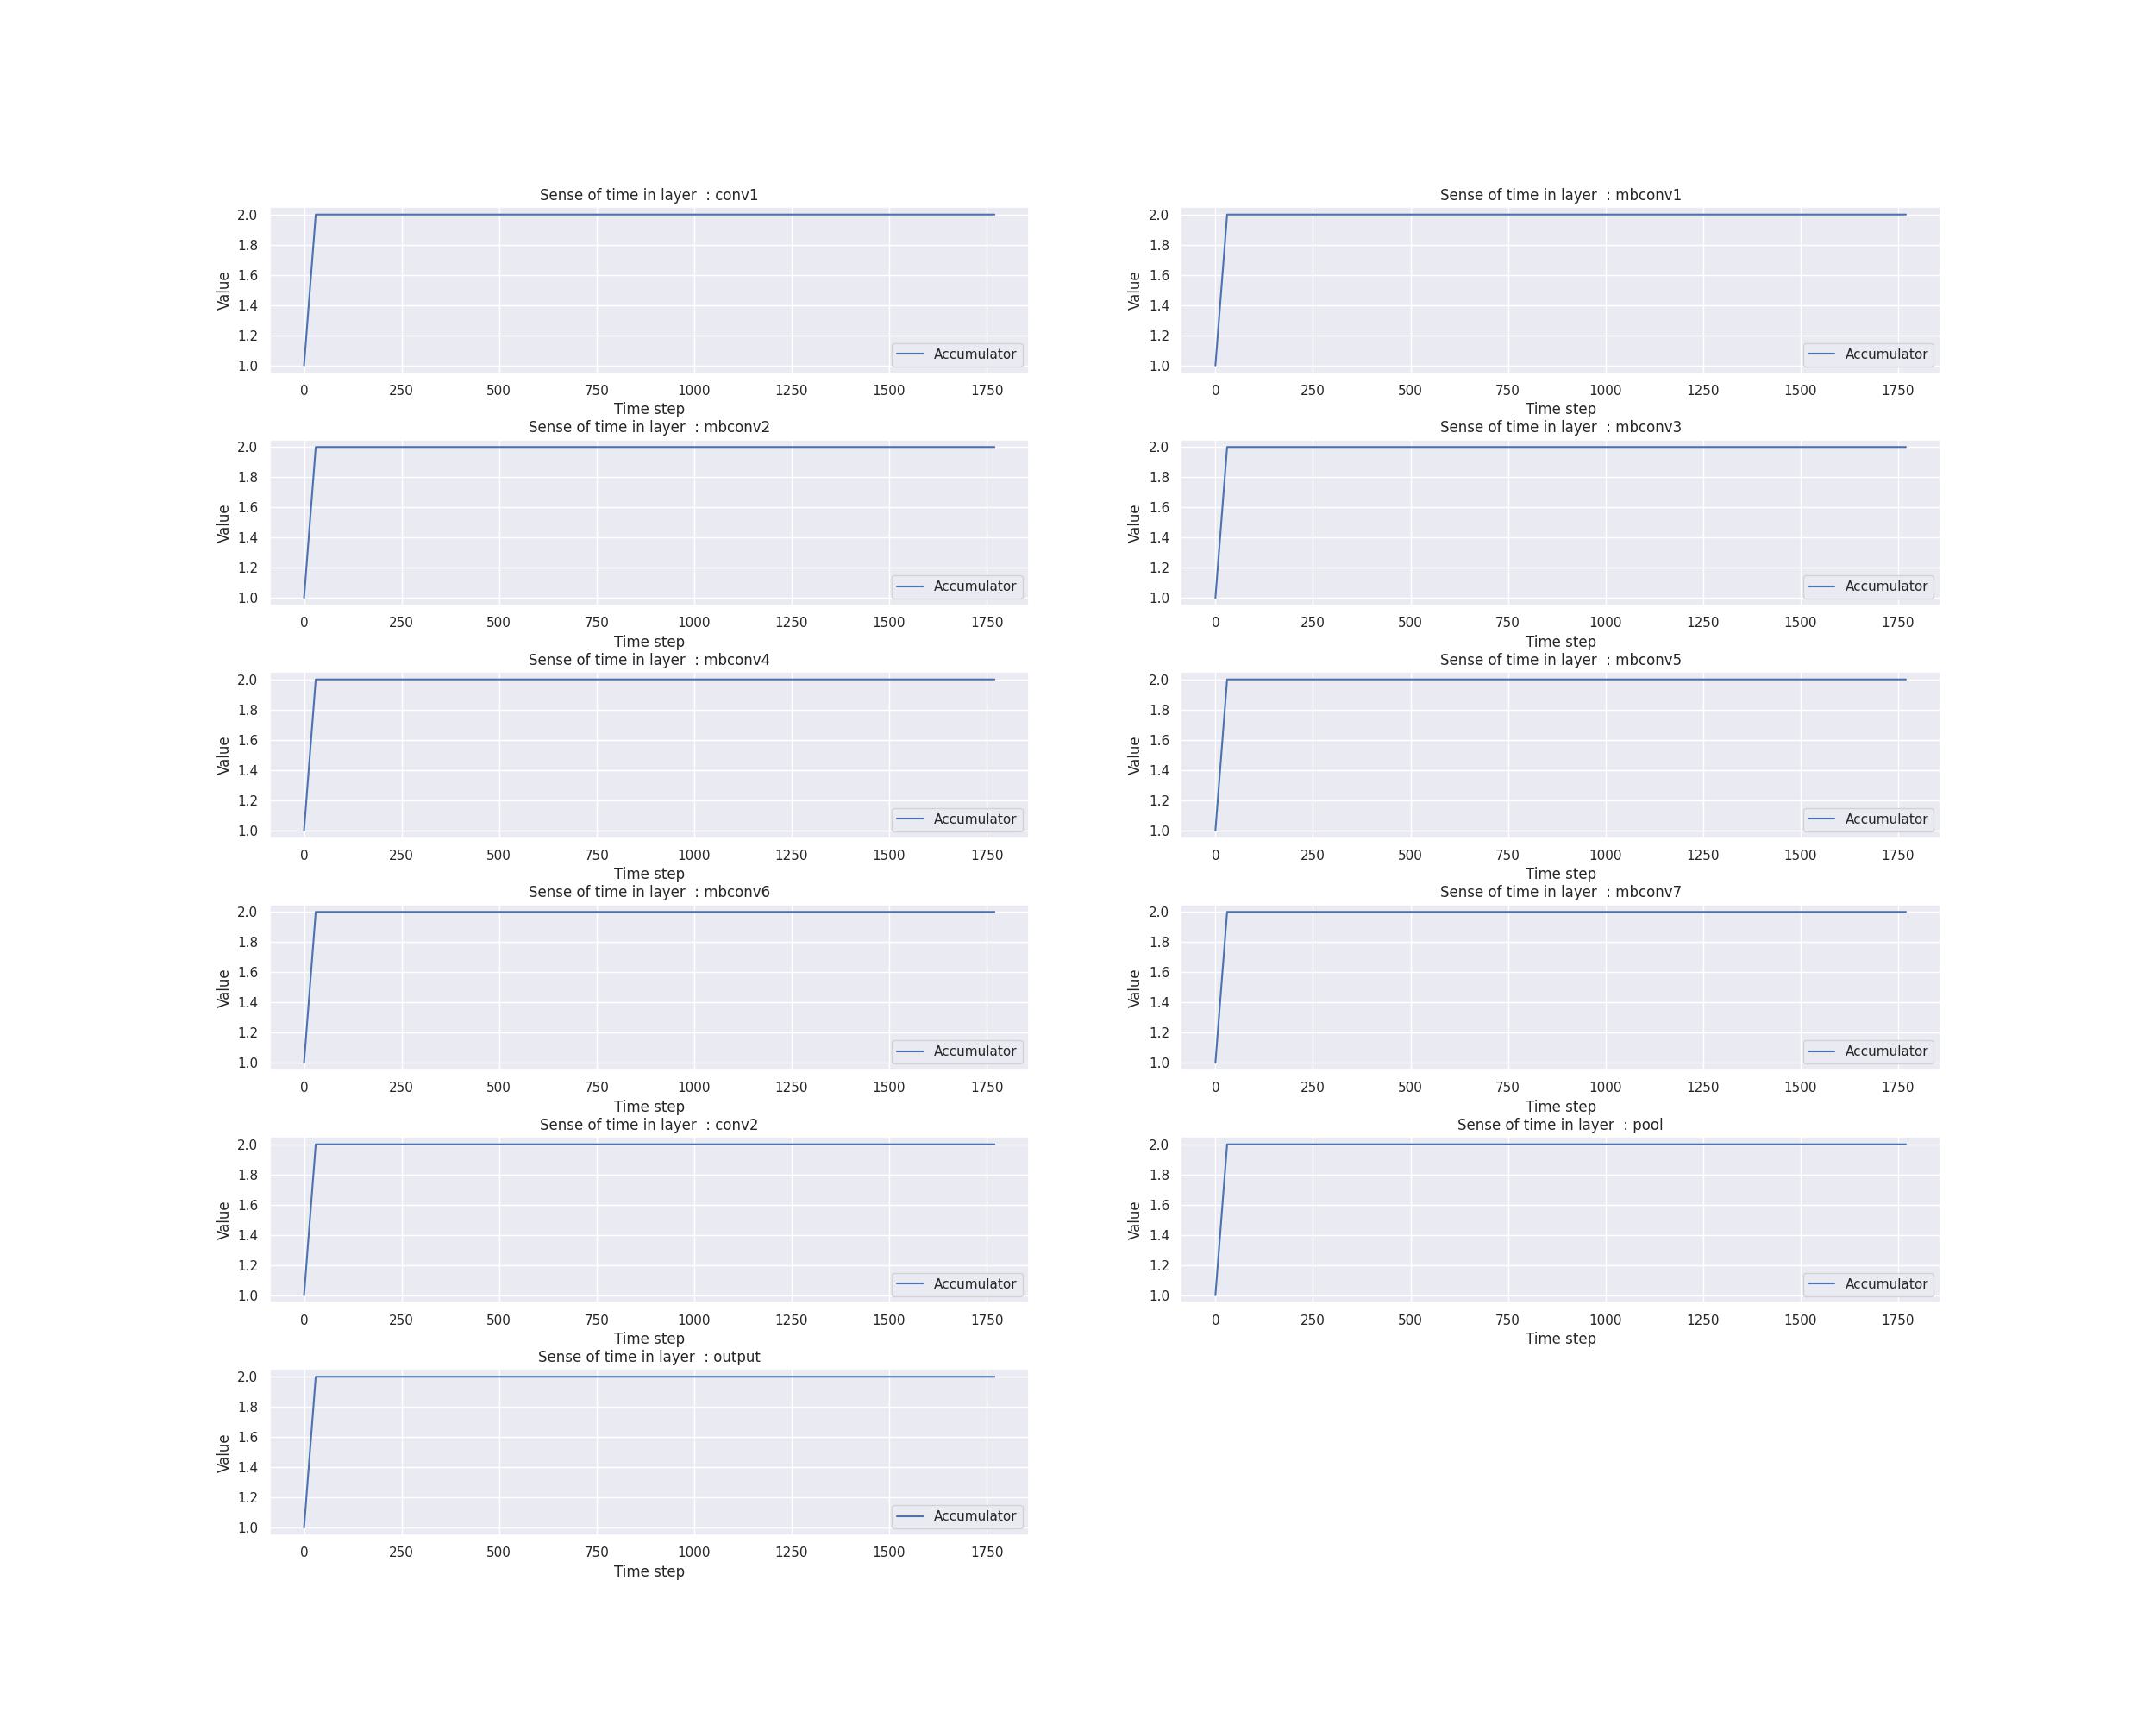 Sense of time in layer  : conv1
2.0
1.8
1.6
1.4
1.2
1.0
Value
Accumulator
0 250 500 750 1000 1250 1500 1750
Time step
Sense of time in layer  : mbconv1
2.0
1.8
1.6
1.4
1.2
1.0
Value
Accumulator
0 250 500 750 1000 1250 1500 1750
Time step
Sense of time in layer  : mbconv2
2.0
1.8
1.6
1.4
1.2
1.0
Value
Accumulator
0 250 500 750 1000 1250 1500 1750
Time step
Sense of time in layer  : mbconv3
2.0
1.8
1.6
1.4
1.2
1.0
Value
Accumulator
0 250 500 750 1000 1250 1500 1750
Time step
Sense of time in layer  : mbconv4
2.0
1.8
1.6
1.4
1.2
1.0
Value
Accumulator
0 250 500 750 1000 1250 1500 1750
Time step
Sense of time in layer  : mbconv5
2.0
1.8
1.6
1.4
1.2
1.0
Value
Accumulator
0 250 500 750 1000 1250 1500 1750
Time step
Sense of time in layer  : mbconv6
2.0
1.8
1.6
1.4
1.2
1.0
Value
Accumulator
0 250 500 750 1000 1250 1500 1750
Time step
Sense of time in layer  : mbconv7
2.0
1.8
1.6
1.4
1.2
1.0
Value
Accumulator
0 250 500 750 1000 1250 1500 1750
Time step
Sense of time in layer  : conv2
2.0
1.8
1.6
1.4
1.2
1.0
Value
Accumulator
0 250 500 750 1000 1250 1500 1750
Time step
Sense of time in layer  : pool
2.0
1.8
1.6
1.4
1.2
1.0
Value
Accumulator
0 250 500 750 1000 1250 1500 1750
Time step
Sense of time in layer  : output
2.0
1.8
1.6
1.4
1.2
1.0
Value
Accumulator
0 250 500 750 1000 1250 1500 1750
Time step